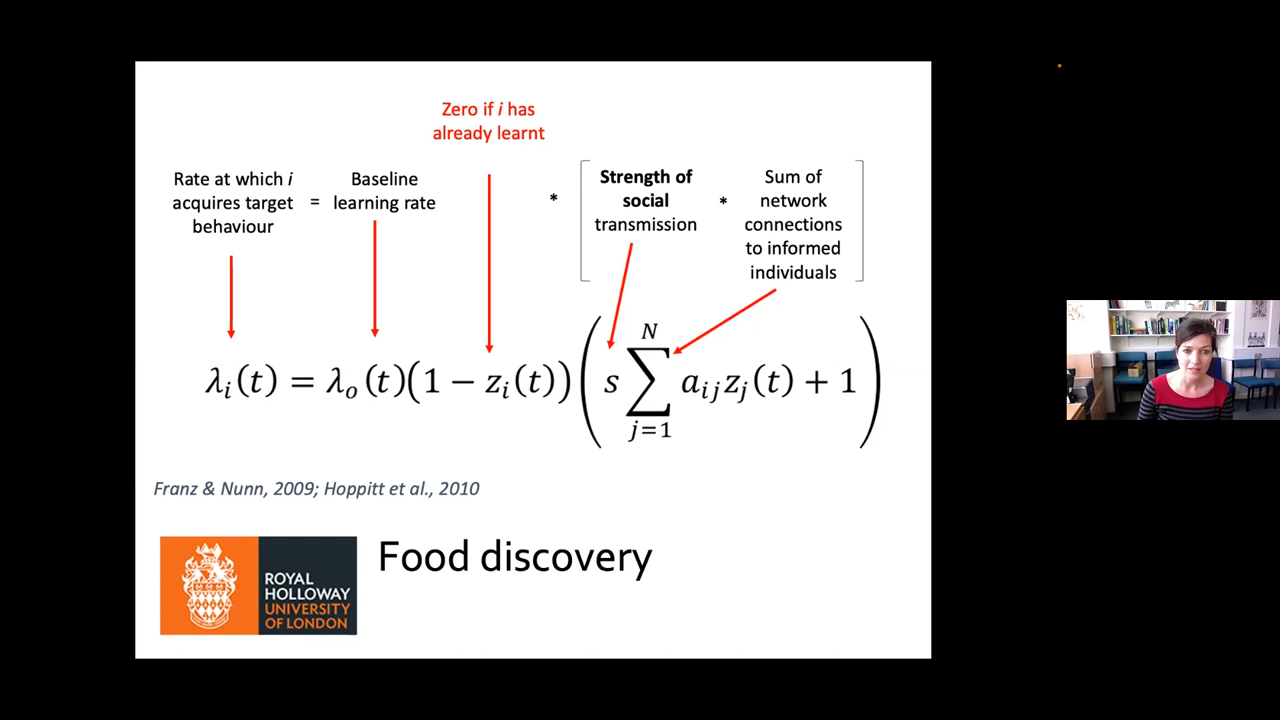 Zero if i has
already learnt
Rate at which i
acquires target
behaviour
=
Baseline
learning rate
*
Strength of
social
transmission
*
Sum of
network
connections
to informed
individuals
λᵢ(t) = λₒ(t)(1 − zᵢ(t)) (s ∑_{j=1}^{N} aᵢⱼzⱼ(t) + 1)
Franz & Nunn, 2009; Hoppitt et al., 2010
ROYAL
HOLLOWAY
UNIVERSITY
OF LONDON
Food discovery